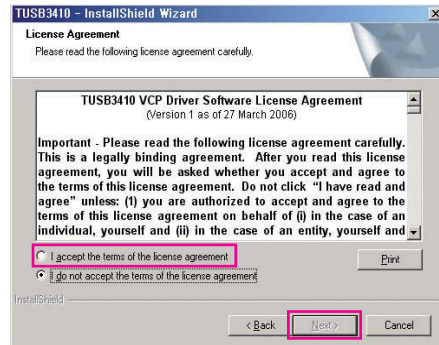 TUSB3410 - InstallShield Wizard
License Agreement
Please read the following license agreement carefully.
TUSB3410 VCP Driver Software License Agreement
(Version 1 as of 27 March 2006)
Important - Please read the following license agreement carefully.
This is a legally binding agreement. After you read this license
agreement, you will be asked whether you accept and agree to
the terms of this license agreement. Do not click “I have read and
agree” unless: (1) you are authorized to accept and agree to the
terms of this license agreement on behalf of (i) in the case of an
individual, yourself and (ii) in the case of an entity, yourself and
I accept the terms of the license agreement
Print
I do not accept the terms of the license agreement
InstallShield
< Back
Next >
Cancel